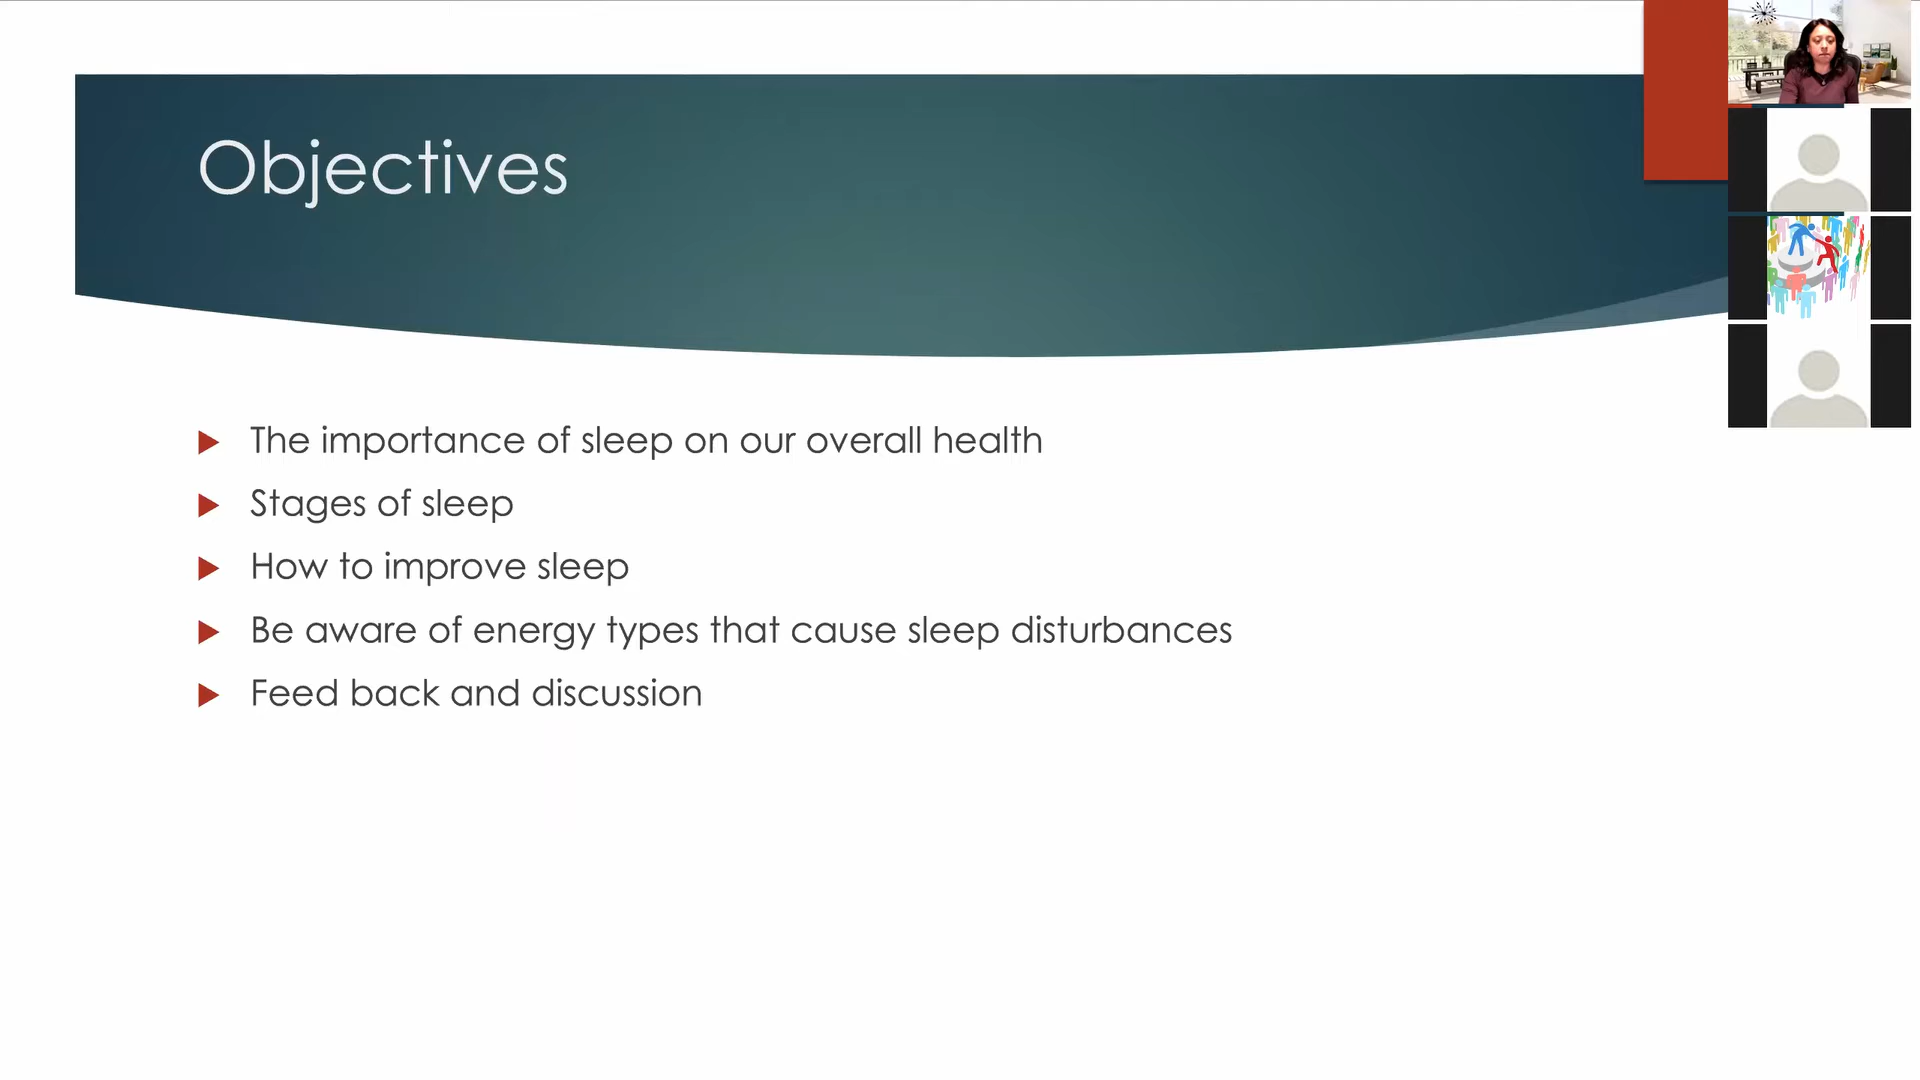 Objectives
The importance of sleep on our overall health
Stages of sleep
How to improve sleep
Be aware of energy types that cause sleep disturbances
Feed back and discussion